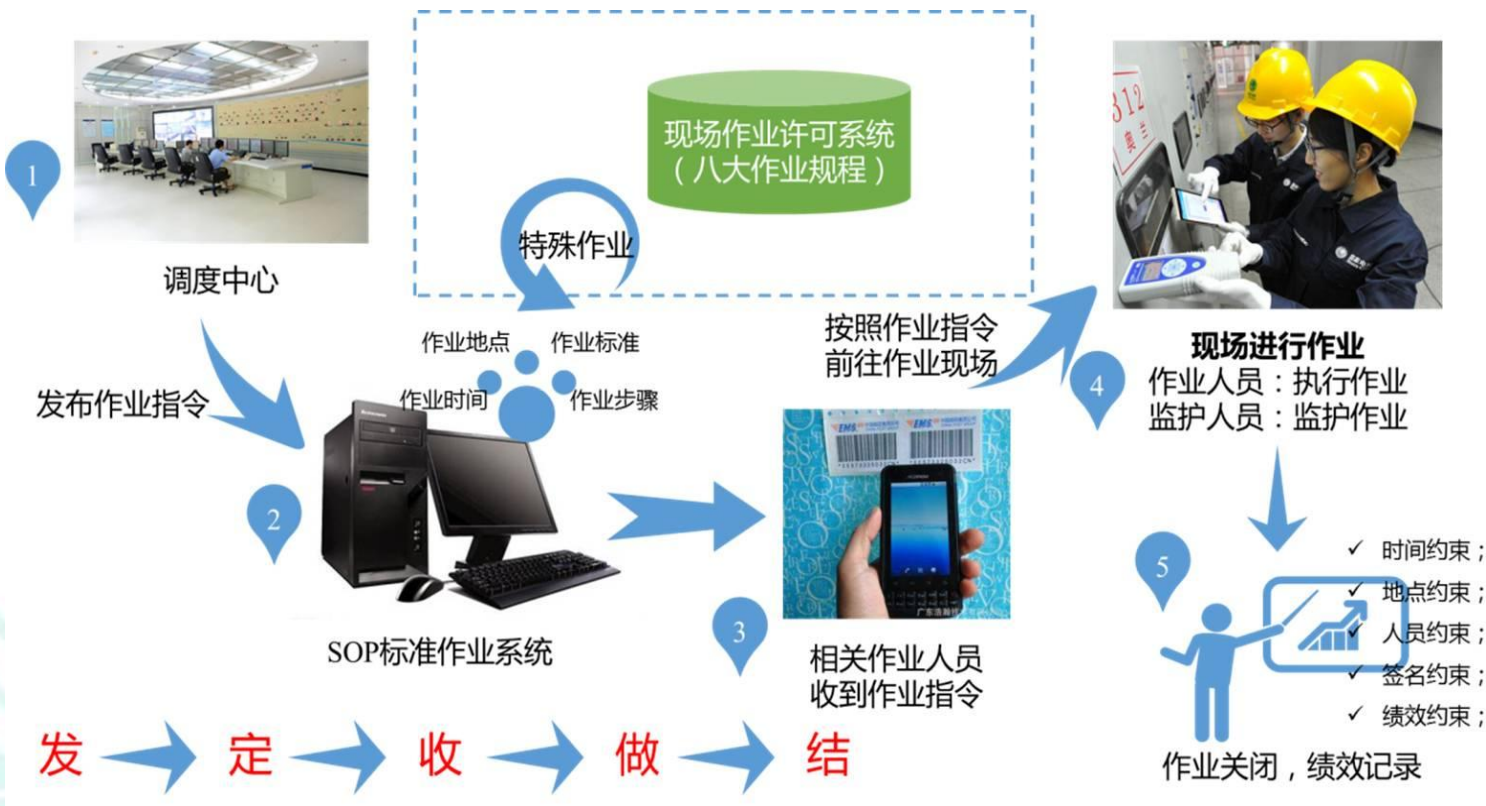 1
调度中心
发布作业指令
现场作业许可系统
（八大作业规程）
特殊作业
作业地点
作业标准
作业时间
作业步骤
2
SOP标准作业系统
3
EMS
EMS
相关作业人员
收到作业指令
按照作业指令
前往作业现场
4
312
奥兰
现场进行作业
作业人员：执行作业
监护人员：监护作业
5
✓ 时间约束；
✓ 地点约束；
✓ 人员约束；
✓ 签名约束；
✓ 绩效约束；
作业关闭，绩效记录
发
定
收
做
结